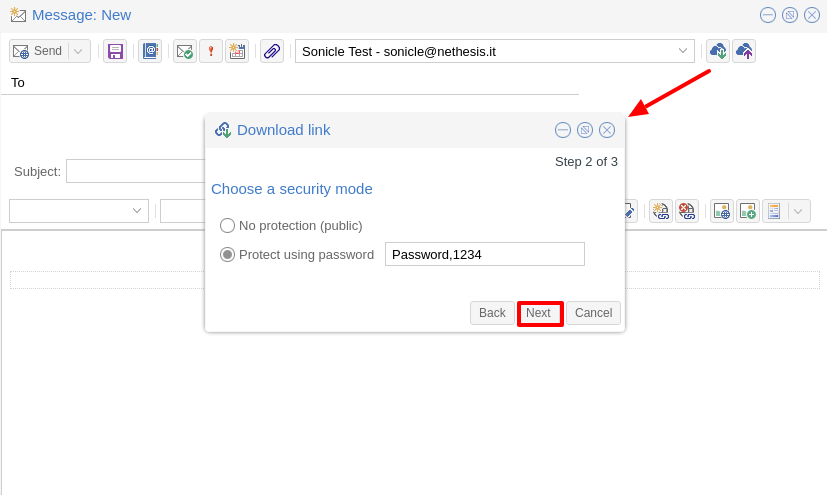 Message: New
Send
Sonicle Test - sonicle@nethesis.it
To
Download link
Step 2 of 3
Subject:
Choose a security mode
No protection (public)
Protect using password Password,1234
Back Next Cancel